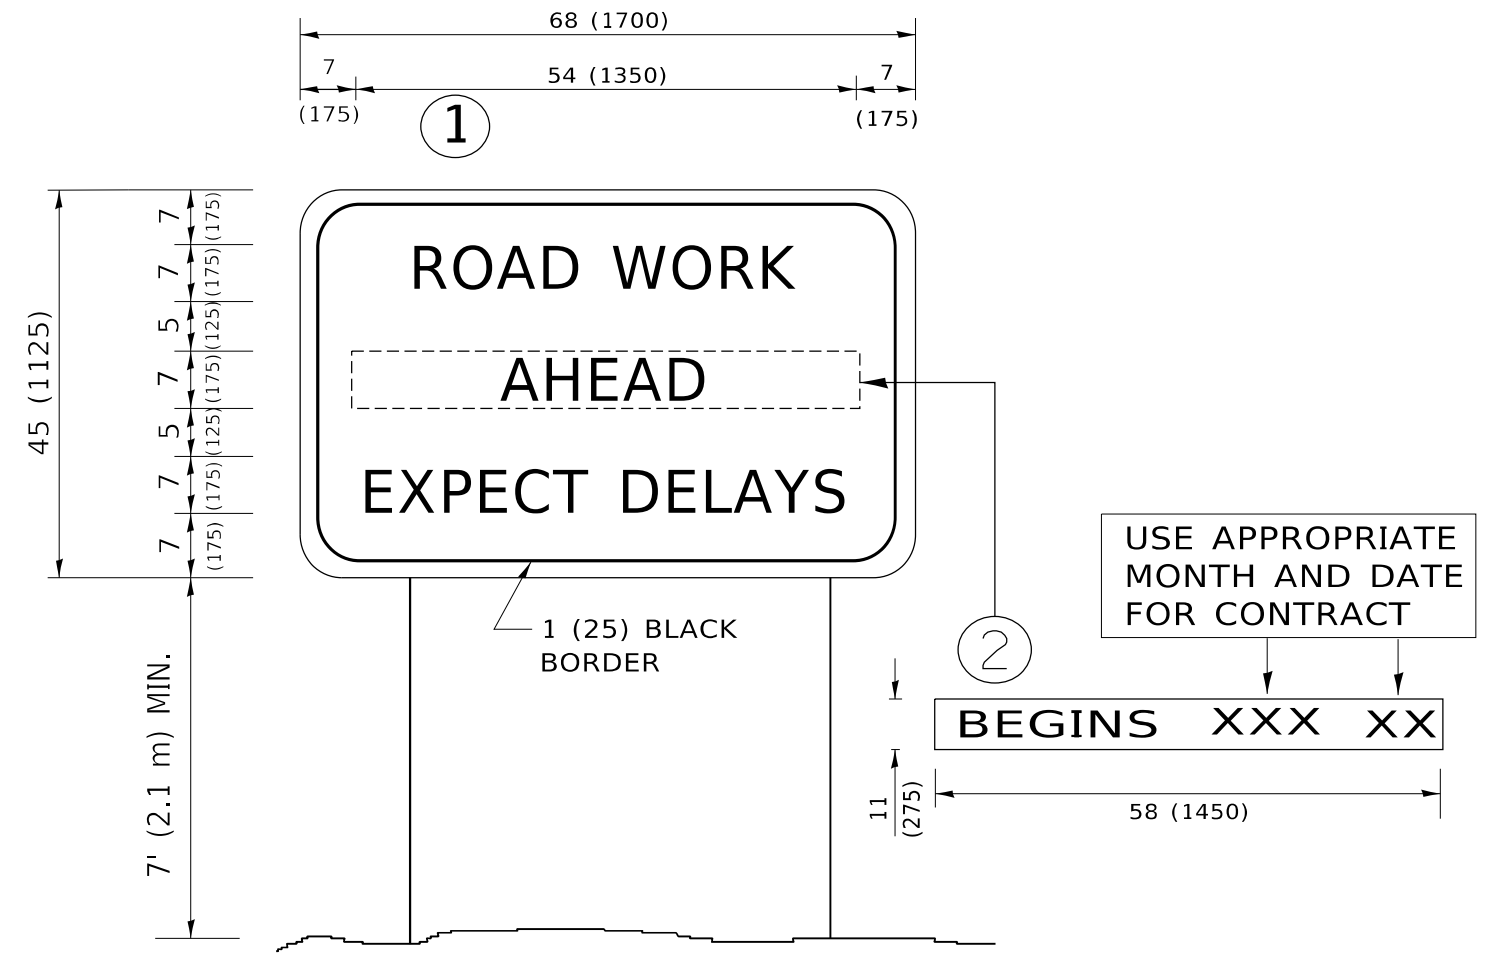 68 (1700)
7
54 (1350)
7
(175)
(175)
1
7
(175)
7
(175)
5
(125)
7
(175)
5
(125)
7
(175)
7
(175)
45 (1125)
ROAD WORK
AHEAD
EXPECT DELAYS
1 (25) BLACK
BORDER
7' (2.1 m) MIN.
2
USE APPROPRIATE
MONTH AND DATE
FOR CONTRACT
BEGINS XXX XX
11
(275)
58 (1450)